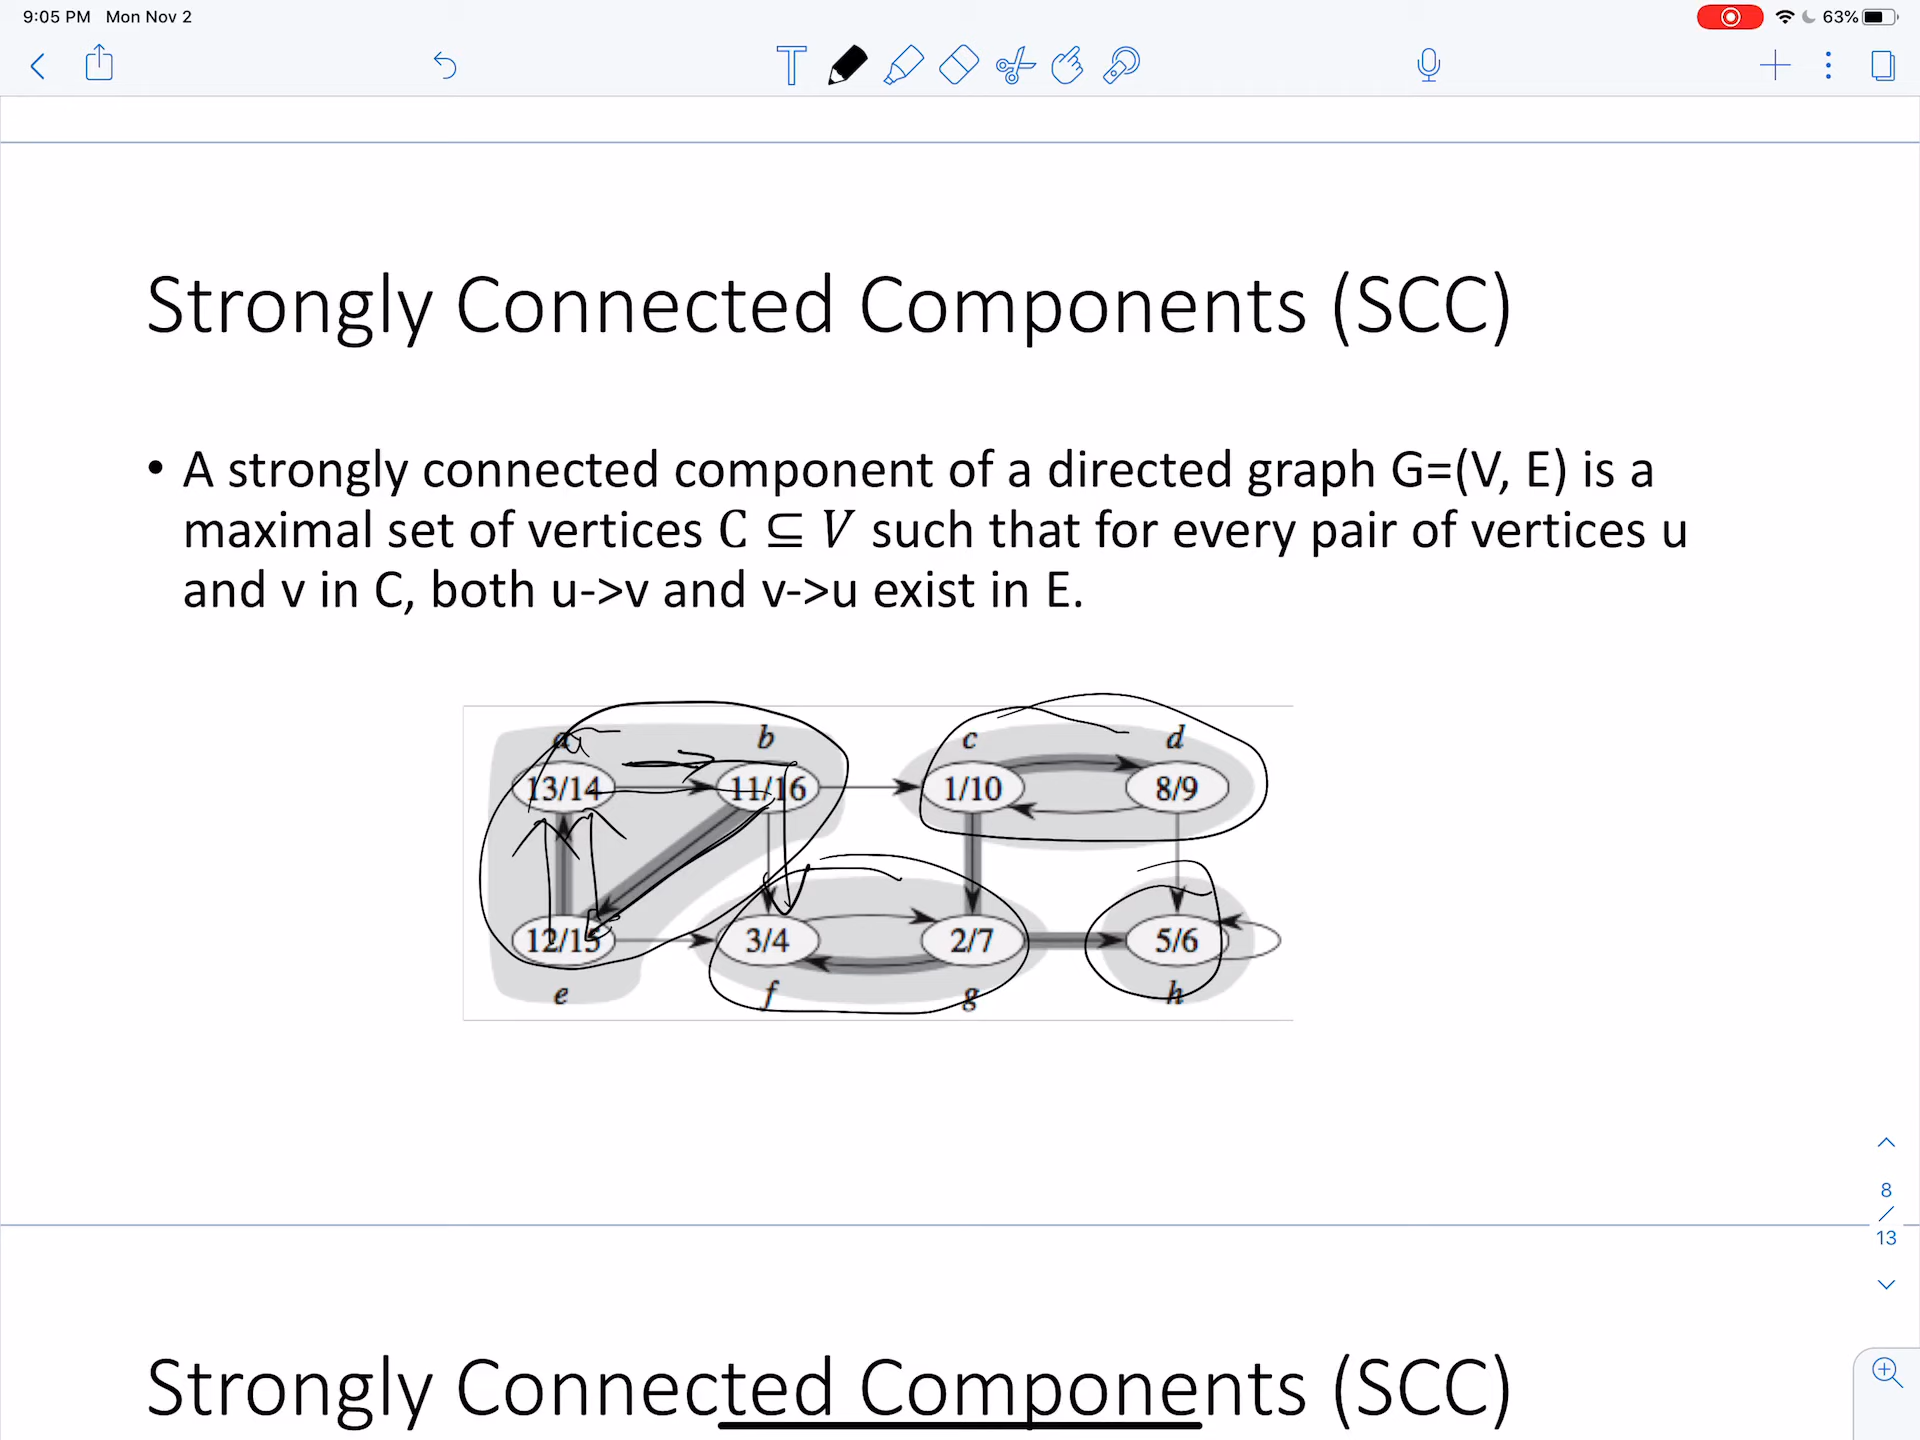 9:05 PM Mon Nov 2
63%
Strongly Connected Components (SCC)
• A strongly connected component of a directed graph G=(V, E) is a
maximal set of vertices C ⊆ V such that for every pair of vertices u
and v in C, both u->v and v->u exist in E.
a b c d
13/14 11/16 1/10 8/9
12/15 3/4 2/7 5/6
e f g h
8
/
13
Strongly Connected Components (SCC)